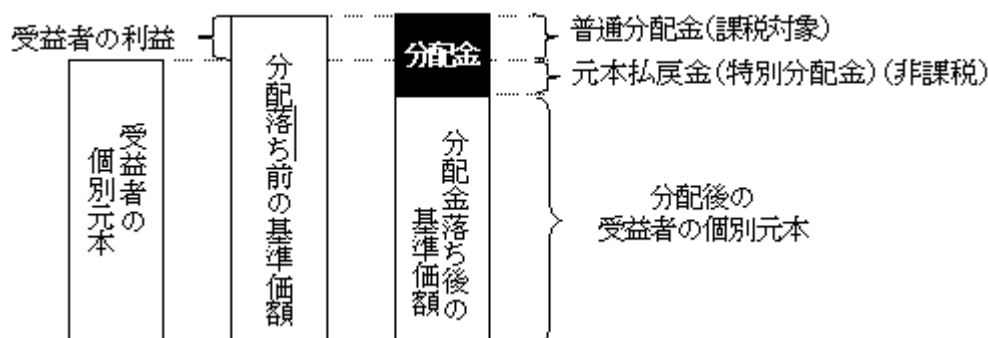 受益者の利益
受益者の
個別元本
分配落ち前の基準価額
分配金
分配金落ち後の
基準価額
普通分配金(課税対象)
元本払戻金(特別分配金)(非課税)
分配後の
受益者の個別元本